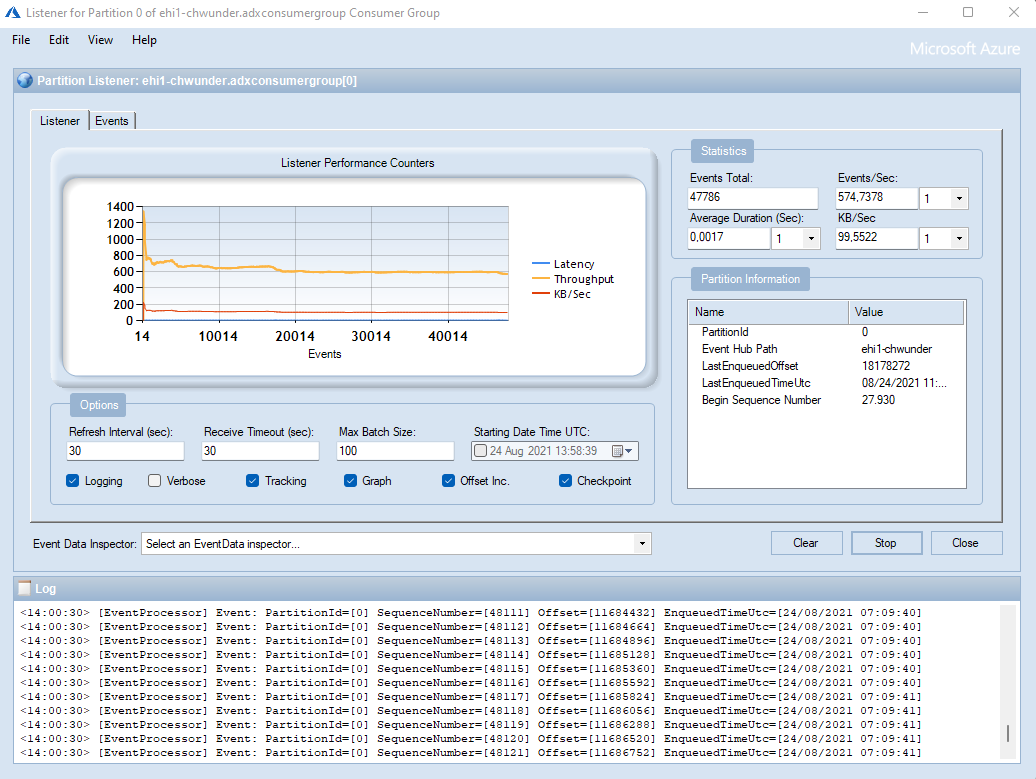 Listener for Partition 0 of ehi1-chwunder.adxconsumergroup Consumer Group
File Edit View Help
Microsoft Azure
Partition Listener: ehi1-chwunder.adxconsumergroup[0]
Listener Events
Listener Performance Counters
1400
1200
1000
800
600
400
200
0
14 10014 20014 30014 40014
Events
Latency
Throughput
KB/Sec
Statistics
Events Total: Events/Sec:
47786 574,7378 1
Average Duration (Sec): KB/Sec
0,0017 1 99,5522 1
Partition Information
Name Value
PartitionId 0
Event Hub Path ehi1-chwunder
LastEnqueuedOffset 18178272
LastEnqueuedTimeUtc 08/24/2021 11:...
Begin Sequence Number 27.930
Options
Refresh Interval (sec): Receive Timeout (sec): Max Batch Size: Starting Date Time UTC:
30 30 100 24 Aug 2021 13:58:39
Logging Verbose Tracking Graph Offset Inc. Checkpoint
Event Data Inspector: Select an EventData inspector... Clear Stop Close
Log
<14:00:30> [EventProcessor] Event: PartitionId=[0] SequenceNumber=[48111] Offset=[11684432] EnqueuedTimeUtc=[24/08/2021 07:09:40]
<14:00:30> [EventProcessor] Event: PartitionId=[0] SequenceNumber=[48112] Offset=[11684664] EnqueuedTimeUtc=[24/08/2021 07:09:40]
<14:00:30> [EventProcessor] Event: PartitionId=[0] SequenceNumber=[48113] Offset=[11684896] EnqueuedTimeUtc=[24/08/2021 07:09:40]
<14:00:30> [EventProcessor] Event: PartitionId=[0] SequenceNumber=[48114] Offset=[11685128] EnqueuedTimeUtc=[24/08/2021 07:09:40]
<14:00:30> [EventProcessor] Event: PartitionId=[0] SequenceNumber=[48115] Offset=[11685360] EnqueuedTimeUtc=[24/08/2021 07:09:40]
<14:00:30> [EventProcessor] Event: PartitionId=[0] SequenceNumber=[48116] Offset=[11685592] EnqueuedTimeUtc=[24/08/2021 07:09:40]
<14:00:30> [EventProcessor] Event: PartitionId=[0] SequenceNumber=[48117] Offset=[11685824] EnqueuedTimeUtc=[24/08/2021 07:09:41]
<14:00:30> [EventProcessor] Event: PartitionId=[0] SequenceNumber=[48118] Offset=[11686056] EnqueuedTimeUtc=[24/08/2021 07:09:41]
<14:00:30> [EventProcessor] Event: PartitionId=[0] SequenceNumber=[48119] Offset=[11686288] EnqueuedTimeUtc=[24/08/2021 07:09:41]
<14:00:30> [EventProcessor] Event: PartitionId=[0] SequenceNumber=[48120] Offset=[11686520] EnqueuedTimeUtc=[24/08/2021 07:09:41]
<14:00:30> [EventProcessor] Event: PartitionId=[0] SequenceNumber=[48121] Offset=[11686752] EnqueuedTimeUtc=[24/08/2021 07:09:41]